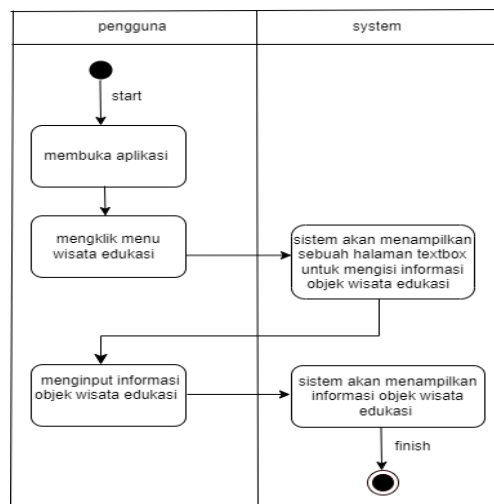 pengguna
system
start
membuka aplikasi
mengklik menu
wisata edukasi
sistem akan menampilkan
sebuah halaman textbox
untuk mengisi informasi
objek wisata edukasi
menginput informasi
objek wisata edukasi
sistem akan menampilkan
informasi objek wisata
edukasi
finish